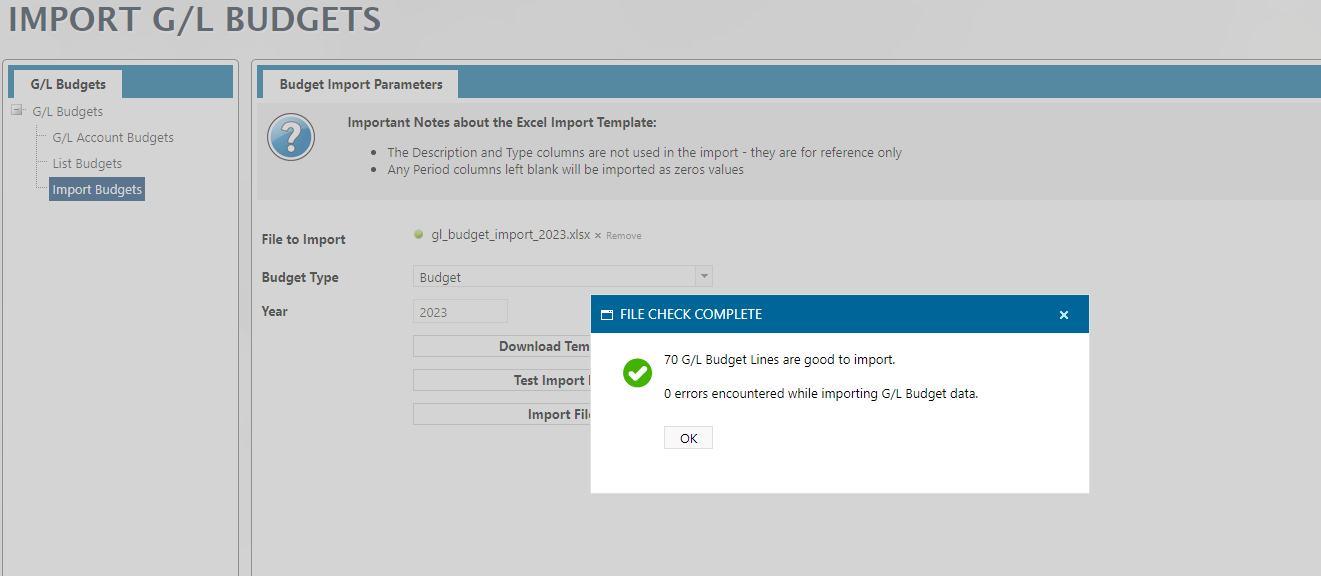 IMPORT G/L BUDGETS
G/L Budgets
G/L Budgets
G/L Account Budgets
List Budgets
Import Budgets
Budget Import Parameters
?
Important Notes about the Excel Import Template:
• The Description and Type columns are not used in the import - they are for reference only
• Any Period columns left blank will be imported as zeros values
File to Import
gl_budget_import_2023.xlsx × Remove
Budget Type
Budget
Year
2023
Download Tem
Test Import
Import File
FILE CHECK COMPLETE ×
70 G/L Budget Lines are good to import.
0 errors encountered while importing G/L Budget data.
OK